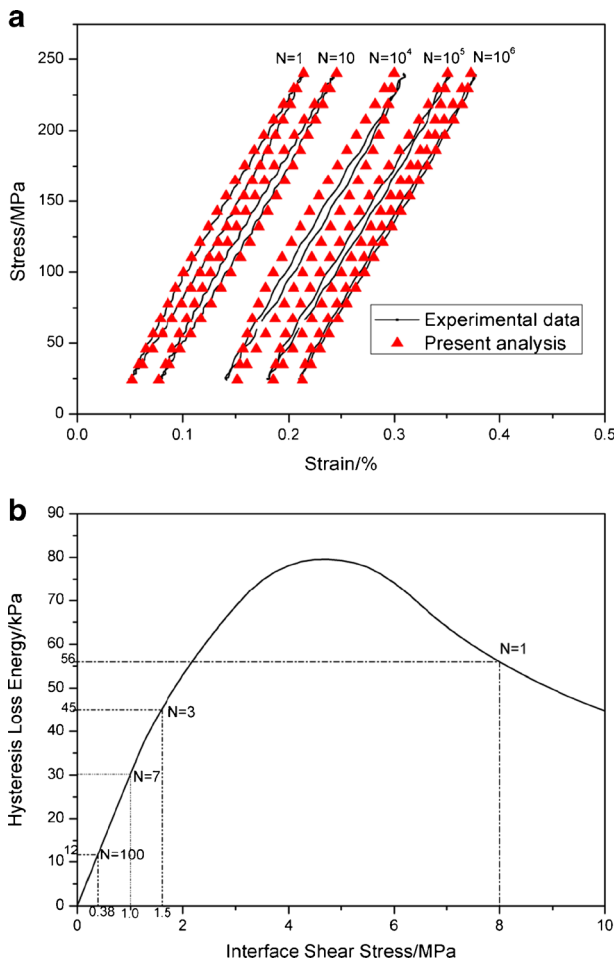 a
N=1 N=10 N=10⁴ N=10⁵ N=10⁶
250
200
150
100
50
0
Stress/MPa
Experimental data
Present analysis
0.0 0.1 0.2 0.3 0.4 0.5
Strain/%
b
90
80
70
60
56
50
45
40
30
20
12
10
0
Hysteresis Loss Energy/kPa
N=1
N=3
N=7
N=100
0.38 1.0 1.5
0 2 4 6 8 10
Interface Shear Stress/MPa